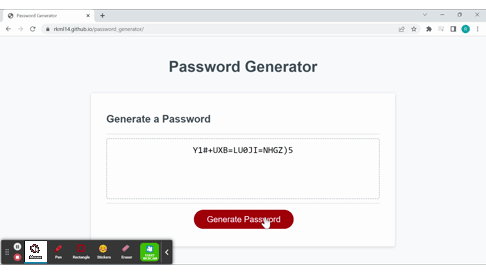 Password Generator
rkml14.github.io/password_generator/
Password Generator
Generate a Password
Y1#+UXB=LU0JI=NHGZ)5
Generate Password
Pen
Rectangle
Stickers
Eraser